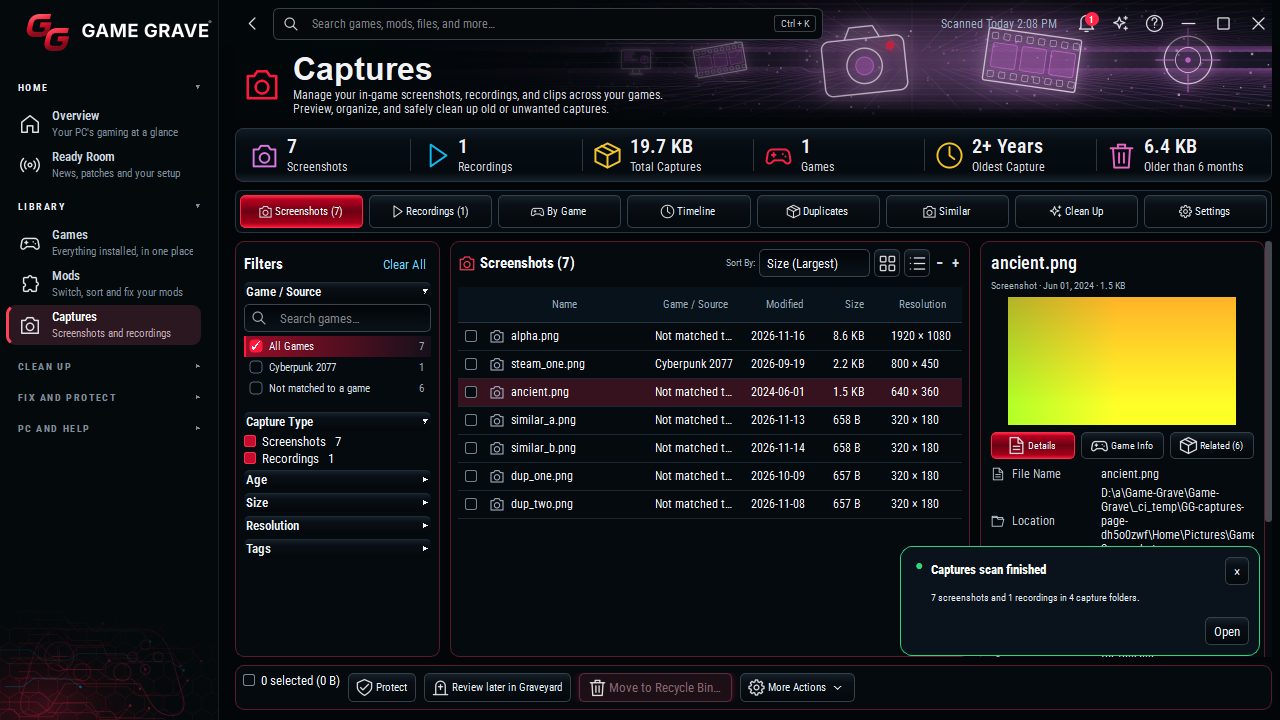 GAME GRAVE
Search games, mods, files, and more...
Ctrl + K
Scanned Today 2:08 PM
1
Captures
Manage your in-game screenshots, recordings, and clips across your games.
Preview, organize, and safely clean up old or unwanted captures.
HOME
Overview
Your PC's gaming at a glance
Ready Room
News, patches and your setup
LIBRARY
Games
Everything installed, in one place
Mods
Switch, sort and fix your mods
Captures
Screenshots and recordings
CLEAN UP
FIX AND PROTECT
PC AND HELP
7
Screenshots
1
Recordings
19.7 KB
Total Captures
1
Games
2+ Years
Oldest Capture
6.4 KB
Older than 6 months
Screenshots (7)
Recordings (1)
By Game
Timeline
Duplicates
Similar
Clean Up
Settings
Filters
Clear All
Game / Source
Search games...
All Games 7
Cyberpunk 2077 1
Not matched to a game 6
Capture Type
Screenshots 7
Recordings 1
Age
Size
Resolution
Tags
Screenshots (7)
Sort By:
Size (Largest)
Name Game / Source Modified Size Resolution
alpha.png Not matched t... 2026-11-16 8.6 KB 1920 × 1080
steam_one.png Cyberpunk 2077 2026-09-19 2.2 KB 800 × 450
ancient.png Not matched t... 2024-06-01 1.5 KB 640 × 360
similar_a.png Not matched t... 2026-11-13 658 B 320 × 180
similar_b.png Not matched t... 2026-11-14 658 B 320 × 180
dup_one.png Not matched t... 2026-10-09 657 B 320 × 180
dup_two.png Not matched t... 2026-11-08 657 B 320 × 180
ancient.png
Screenshot · Jun 01, 2024 · 1.5 KB
Details
Game Info
Related (6)
File Name ancient.png
Location
D:\a\Game-Grave\Game-
Grave\_ci_temp\GG-captures-
page-
dh5o0zwf\Home\Pictures\Game
Captures scan finished
x
7 screenshots and 1 recordings in 4 capture folders.
Open
0 selected (0 B)
Protect
Review later in Graveyard
Move to Recycle Bin...
More Actions